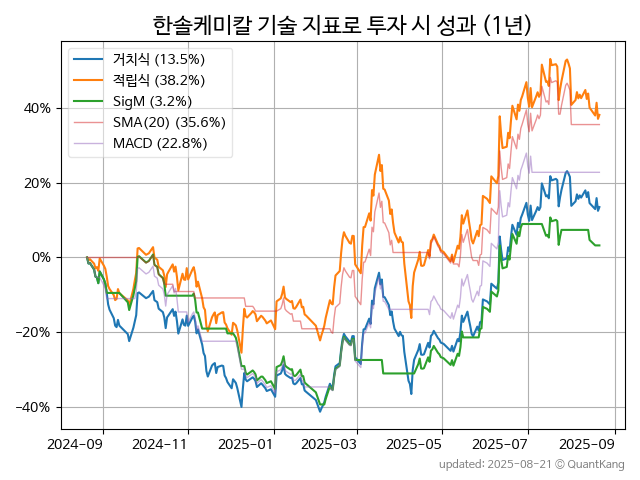 한솔케미칼 기술 지표로 투자 시 성과 (1년)
거치식 (13.5%)
적립식 (38.2%)
SigM (3.2%)
SMA(20) (35.6%)
MACD (22.8%)
40%
20%
0%
−20%
−40%
2024-09 2024-11 2025-01 2025-03 2025-05 2025-07 2025-09
updated: 2025-08-21 © QuantKang